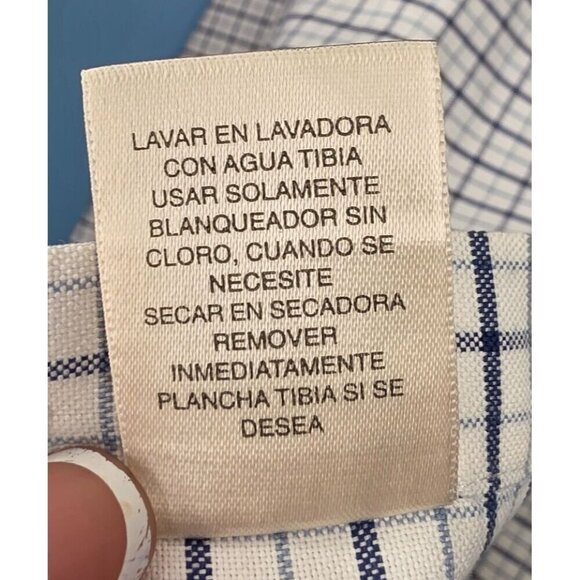 LAVAR EN LAVADORA
CON AGUA TIBIA
USAR SOLAMENTE
BLANQUEADOR SIN
CLORO, CUANDO SE
NECESITE
SECAR EN SECADORA
REMOVER
INMEDIATAMENTE
PLANCHA TIBIA SI SE
DESEA